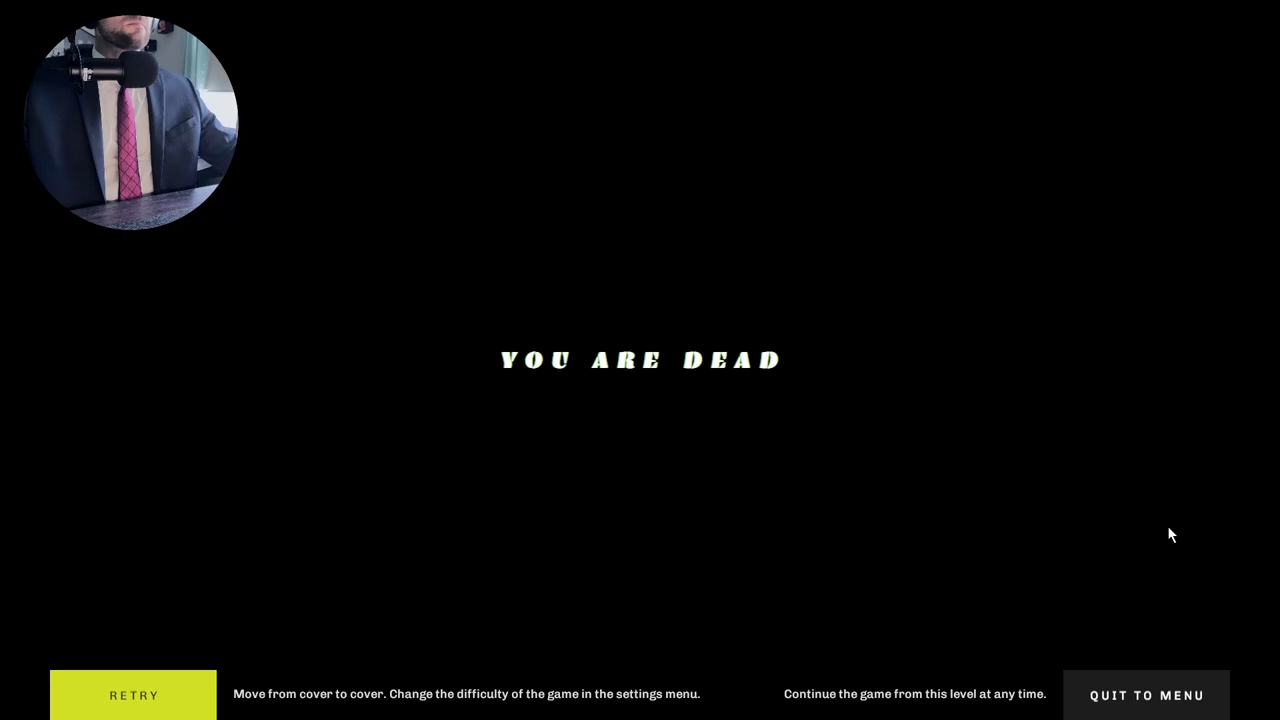 YOU ARE DEAD
RETRY
Move from cover to cover. Change the difficulty of the game in the settings menu.
Continue the game from this level at any time.
QUIT TO MENU